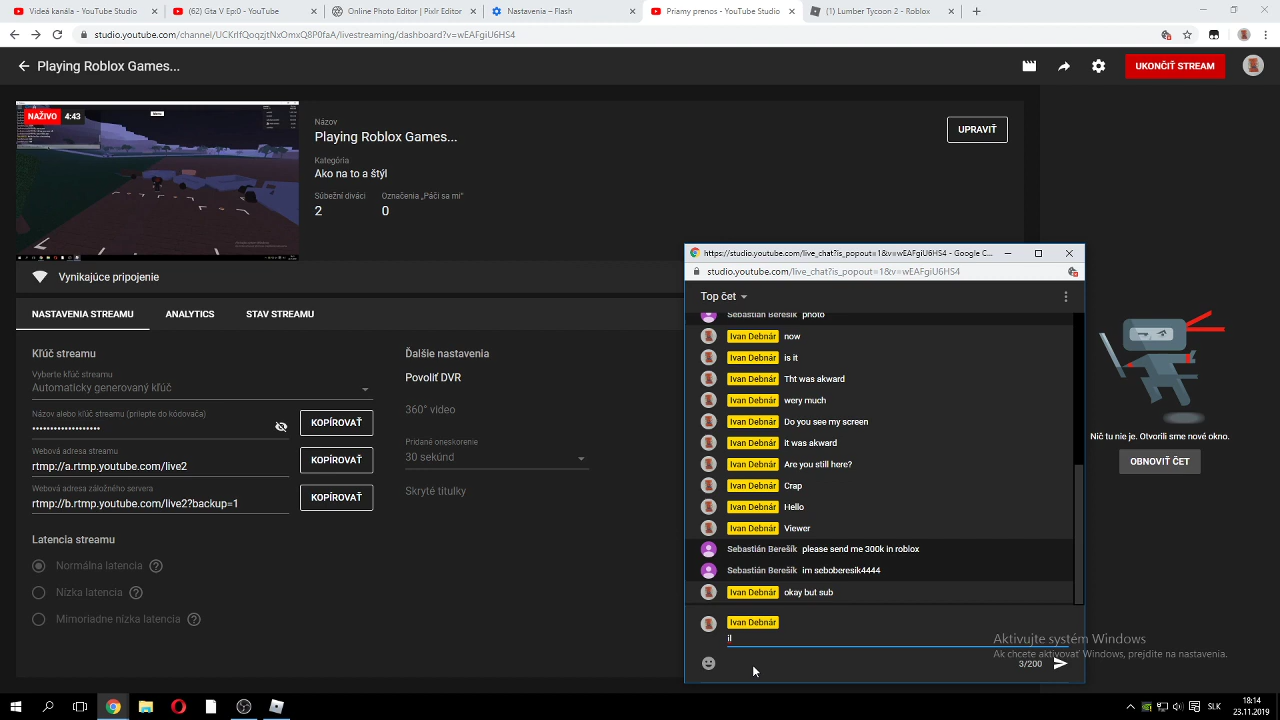 Videá kanála - YouTube Studio
(62) Gta V Ep:0 - YouTube
Online Photo Editor | Pixlr Editor
Nastavenia – Flash
Priamy prenos - YouTube Studio
[1] Lumber Tycoon 2 - Roblox
studio.youtube.com/channel/UCKrlfQoqzjtNxOmxQ8P0faA/livestreaming/dashboard?v=wEAFgiU6HS4
Playing Roblox Games...
UKONČIŤ STREAM
NAŽIVO 4:43
Názov
Playing Roblox Games...
UPRAVIŤ
Kategória
Ako na to a štýl
Súbežní diváci
Označenia „Páči sa mi“
2
0
Vynikajúce pripojenie
NASTAVENIA STREAMU
ANALYTICS
STAV STREAMU
Kľúč streamu
Vyberte kľúč streamu
Automaticky generovaný kľúč
Názov alebo kľúč streamu (prilepte do kódovača)
•••••••••••••••••••
KOPÍROVAŤ
Webová adresa streamu
rtmp://a.rtmp.youtube.com/live2
KOPÍROVAŤ
Webová adresa záložného servera
rtmp://b.rtmp.youtube.com/live2?backup=1
KOPÍROVAŤ
Latencia streamu
Normálna latencia
Nízka latencia
Mimoriadne nízka latencia
Ďalšie nastavenia
Povoliť DVR
360° video
Pridané oneskorenie
30 sekúnd
Skryté titulky
https://studio.youtube.com/live_chat?is_popout=1&v=wEAFgiU6HS4 - Google C...
studio.youtube.com/live_chat?is_popout=1&v=wEAFgiU6HS4
Top čet
Sebastián Berešík photo
Ivan Debnár now
Ivan Debnár is it
Ivan Debnár Tht was akward
Ivan Debnár wery much
Ivan Debnár Do you see my screen
Ivan Debnár it was akward
Ivan Debnár Are you still here?
Ivan Debnár Crap
Ivan Debnár Hello
Ivan Debnár Viewer
Sebastián Berešík please send me 300k in roblox
Sebastián Berešík im seboberesik4444
Ivan Debnár okay but sub
Ivan Debnár
il
3/200
Nič tu nie je. Otvorili sme nové okno.
OBNOVIŤ ČET
Aktivujte systém Windows
Ak chcete aktivovať Windows, prejdite na nastavenia.
SLK
18:14
23.11.2019